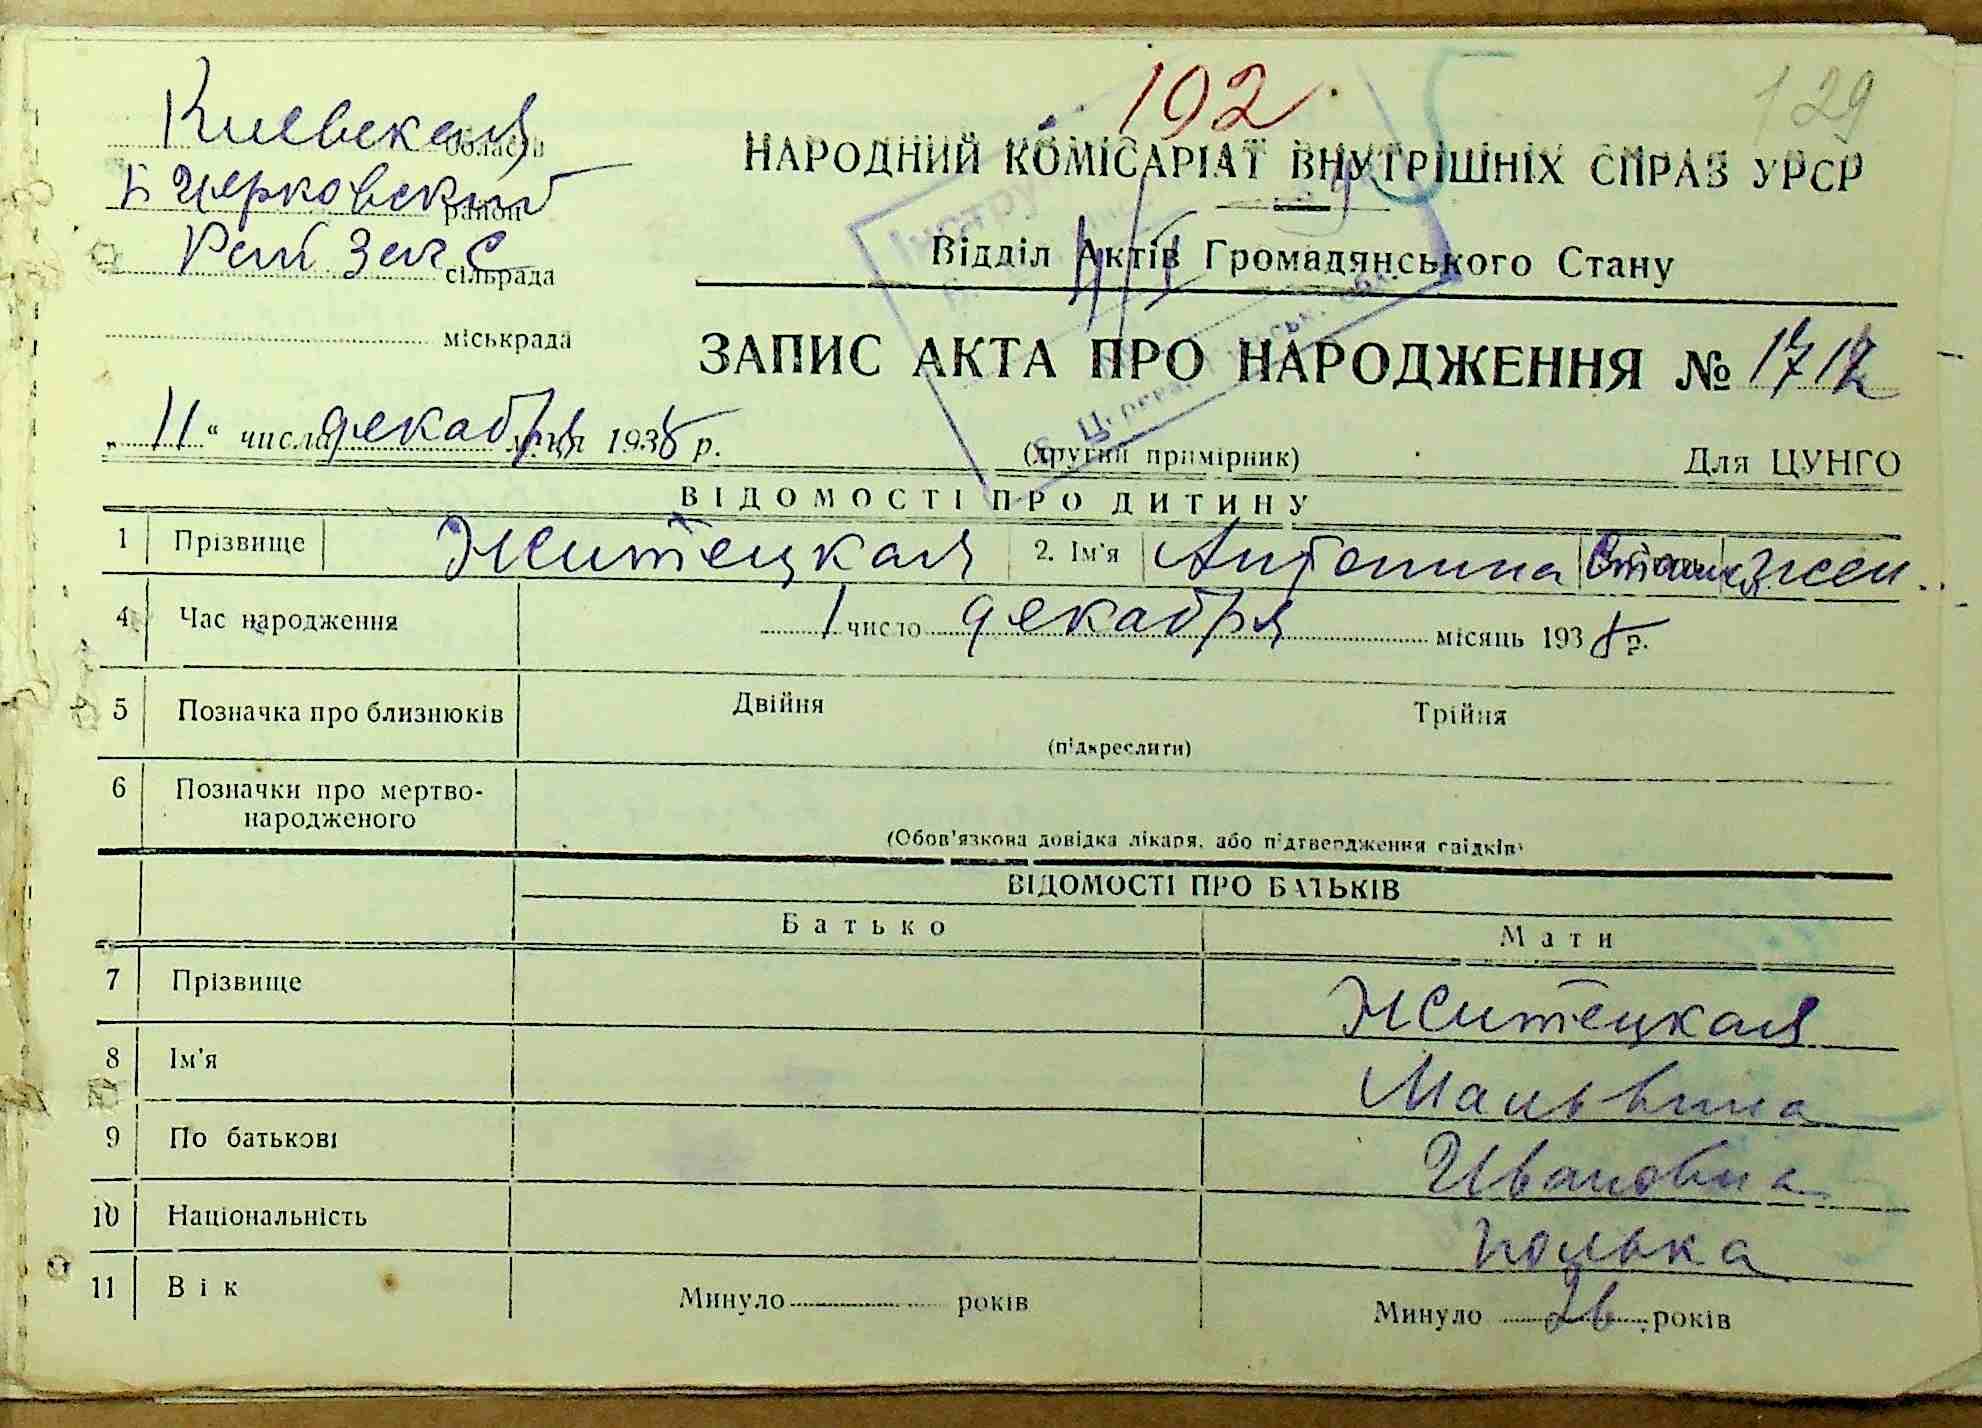 192
129
Киевская області
Б Церковский район
Рай Загс сільрада
міськрада
НАРОДНИЙ КОМІСАРІАТ ВНУТРІШНІХ СПРАВ УРСР
Відділ Актів Громадянського Стану
ЗАПИС АКТА ПРО НАРОДЖЕННЯ № 1712
„11“ числа декабря м-ця 1938 р.
(другий примірник)
Для ЦУНГО
ВІДОМОСТІ ПРО ДИТИНУ
1 Прізвище Житецкая 2. Ім'я Антонина жен.
4 Час народження 1 число декабря місяць 1938 р.
5 Позначка про близнюків Двійня Трійня
(підкреслити)
6 Позначки про мертво-
народженого
(Обов'язкова довідка лікаря, або підтвердження свідків)
ВІДОМОСТІ ПРО БАТЬКІВ
Батько Мати
7 Прізвище Житецкая
8 Ім'я Мальвина
9 По батькові Ивановна
10 Національність полька
11 Вік Минуло років Минуло 26 років